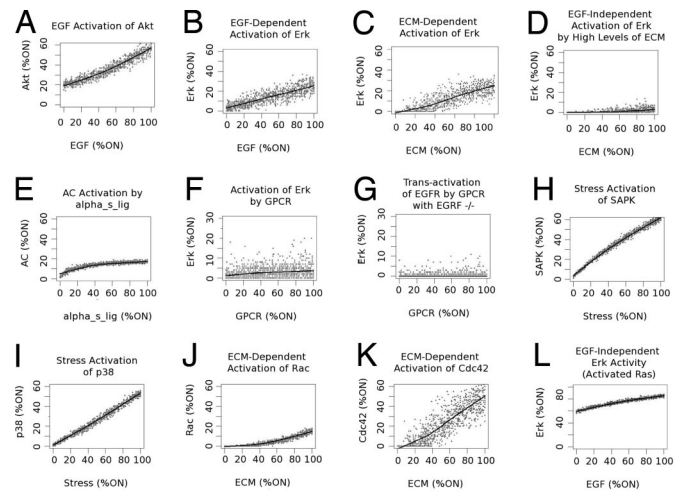 A
EGF Activation of Akt
Akt (%ON)
0 20 40 60
0 20 40 60 80 100
EGF (%ON)
B
EGF-Dependent
Activation of Erk
Erk (%ON)
0 20 40 60
0 20 40 60 80 100
EGF (%ON)
C
ECM-Dependent
Activation of Erk
Erk (%ON)
0 20 40 60
0 20 40 60 80 100
ECM (%ON)
D
EGF-Independent
Activation of Erk
by High Levels of ECM
Erk (%ON)
0 20 40 60
0 20 40 60 80 100
ECM (%ON)
E
AC Activation by
alpha_s_lig
AC (%ON)
0 20 40 60
0 20 40 60 80 100
alpha_s_lig (%ON)
F
Activation of Erk
by GPCR
Erk (%ON)
0 10 20 30
0 20 40 60 80 100
GPCR (%ON)
G
Trans-activation
of EGFR by GPCR
with EGRF -/-
Erk (%ON)
0 10 20 30
0 20 40 60 80 100
GPCR (%ON)
H
Stress Activation
of SAPK
SAPK (%ON)
0 20 40 60
0 20 40 60 80 100
Stress (%ON)
I
Stress Activation
of p38
p38 (%ON)
0 20 40 60
0 20 40 60 80 100
Stress (%ON)
J
ECM-Dependent
Activation of Rac
Rac (%ON)
0 20 40 60
0 20 40 60 80 100
ECM (%ON)
K
ECM-Dependent
Activation of Cdc42
Cdc42 (%ON)
0 20 40 60
0 20 40 60 80 100
ECM (%ON)
L
EGF-Independent
Erk Activity
(Activated Ras)
Erk (%ON)
0 20 40 60 80
0 20 40 60 80 100
EGF (%ON)